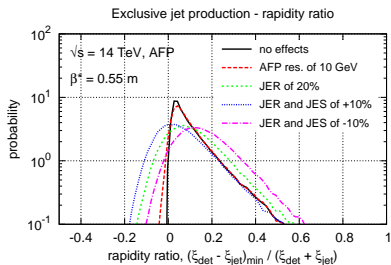 Exclusive jet production - rapidity ratio
√s = 14 TeV, AFP
β* = 0.55 m
no effects
AFP res. of 10 GeV
JER of 20%
JER and JES of +10%
JER and JES of -10%
probability
10²
10¹
10⁰
10⁻¹
-0.4 -0.2 0 0.2 0.4 0.6 0.8 1
rapidity ratio, (ξdet - ξjet)min / (ξdet + ξjet)